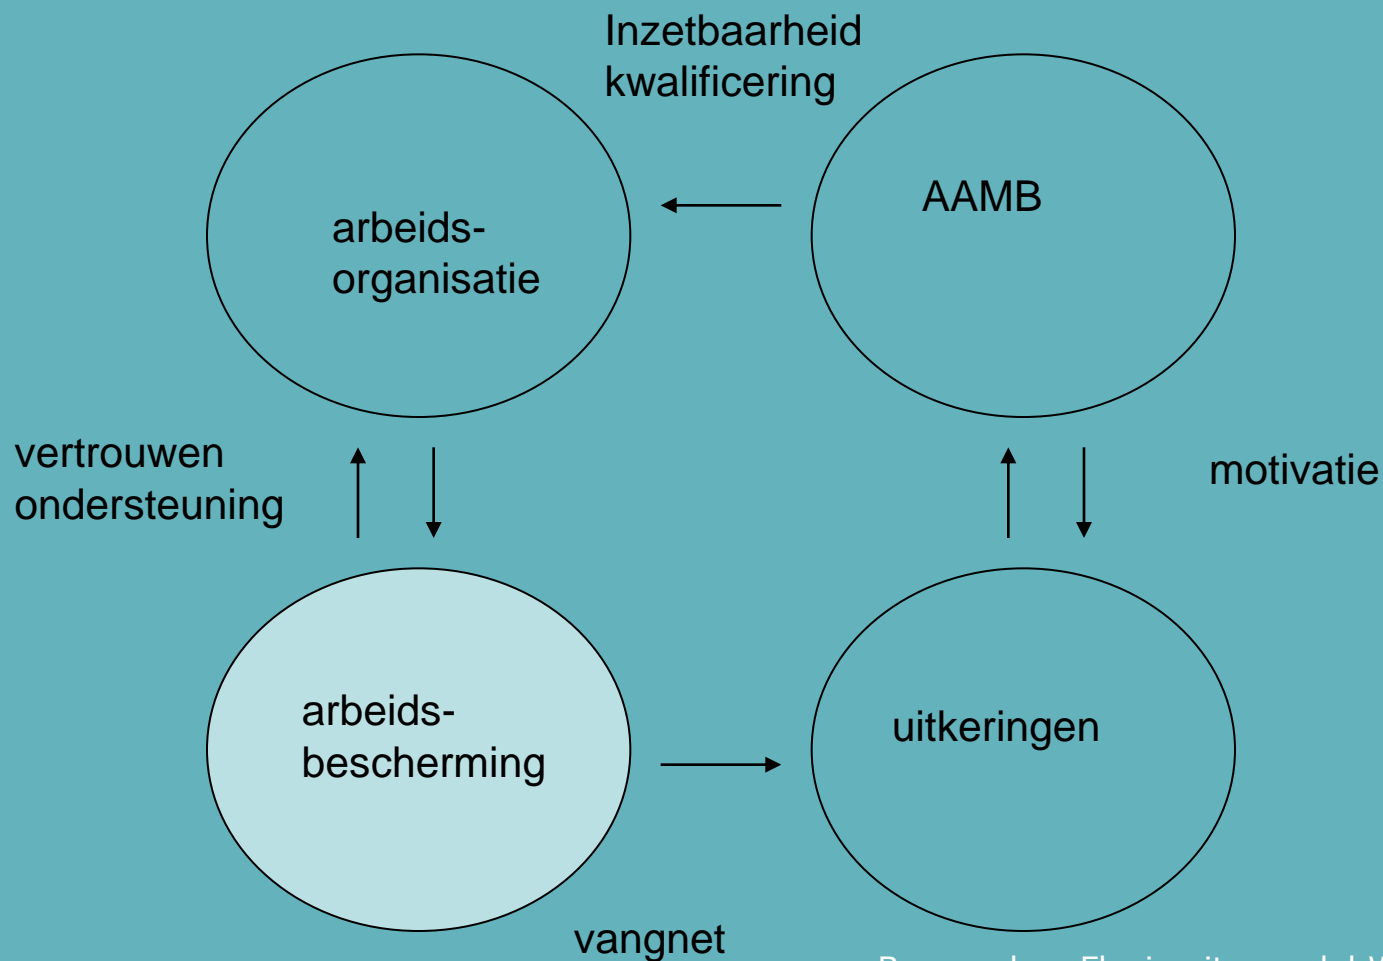 Inzetbaarheid
kwalificering
AAMB
arbeids-
organisatie
vertrouwen
ondersteuning
motivatie
arbeids-
bescherming
uitkeringen
vangnet